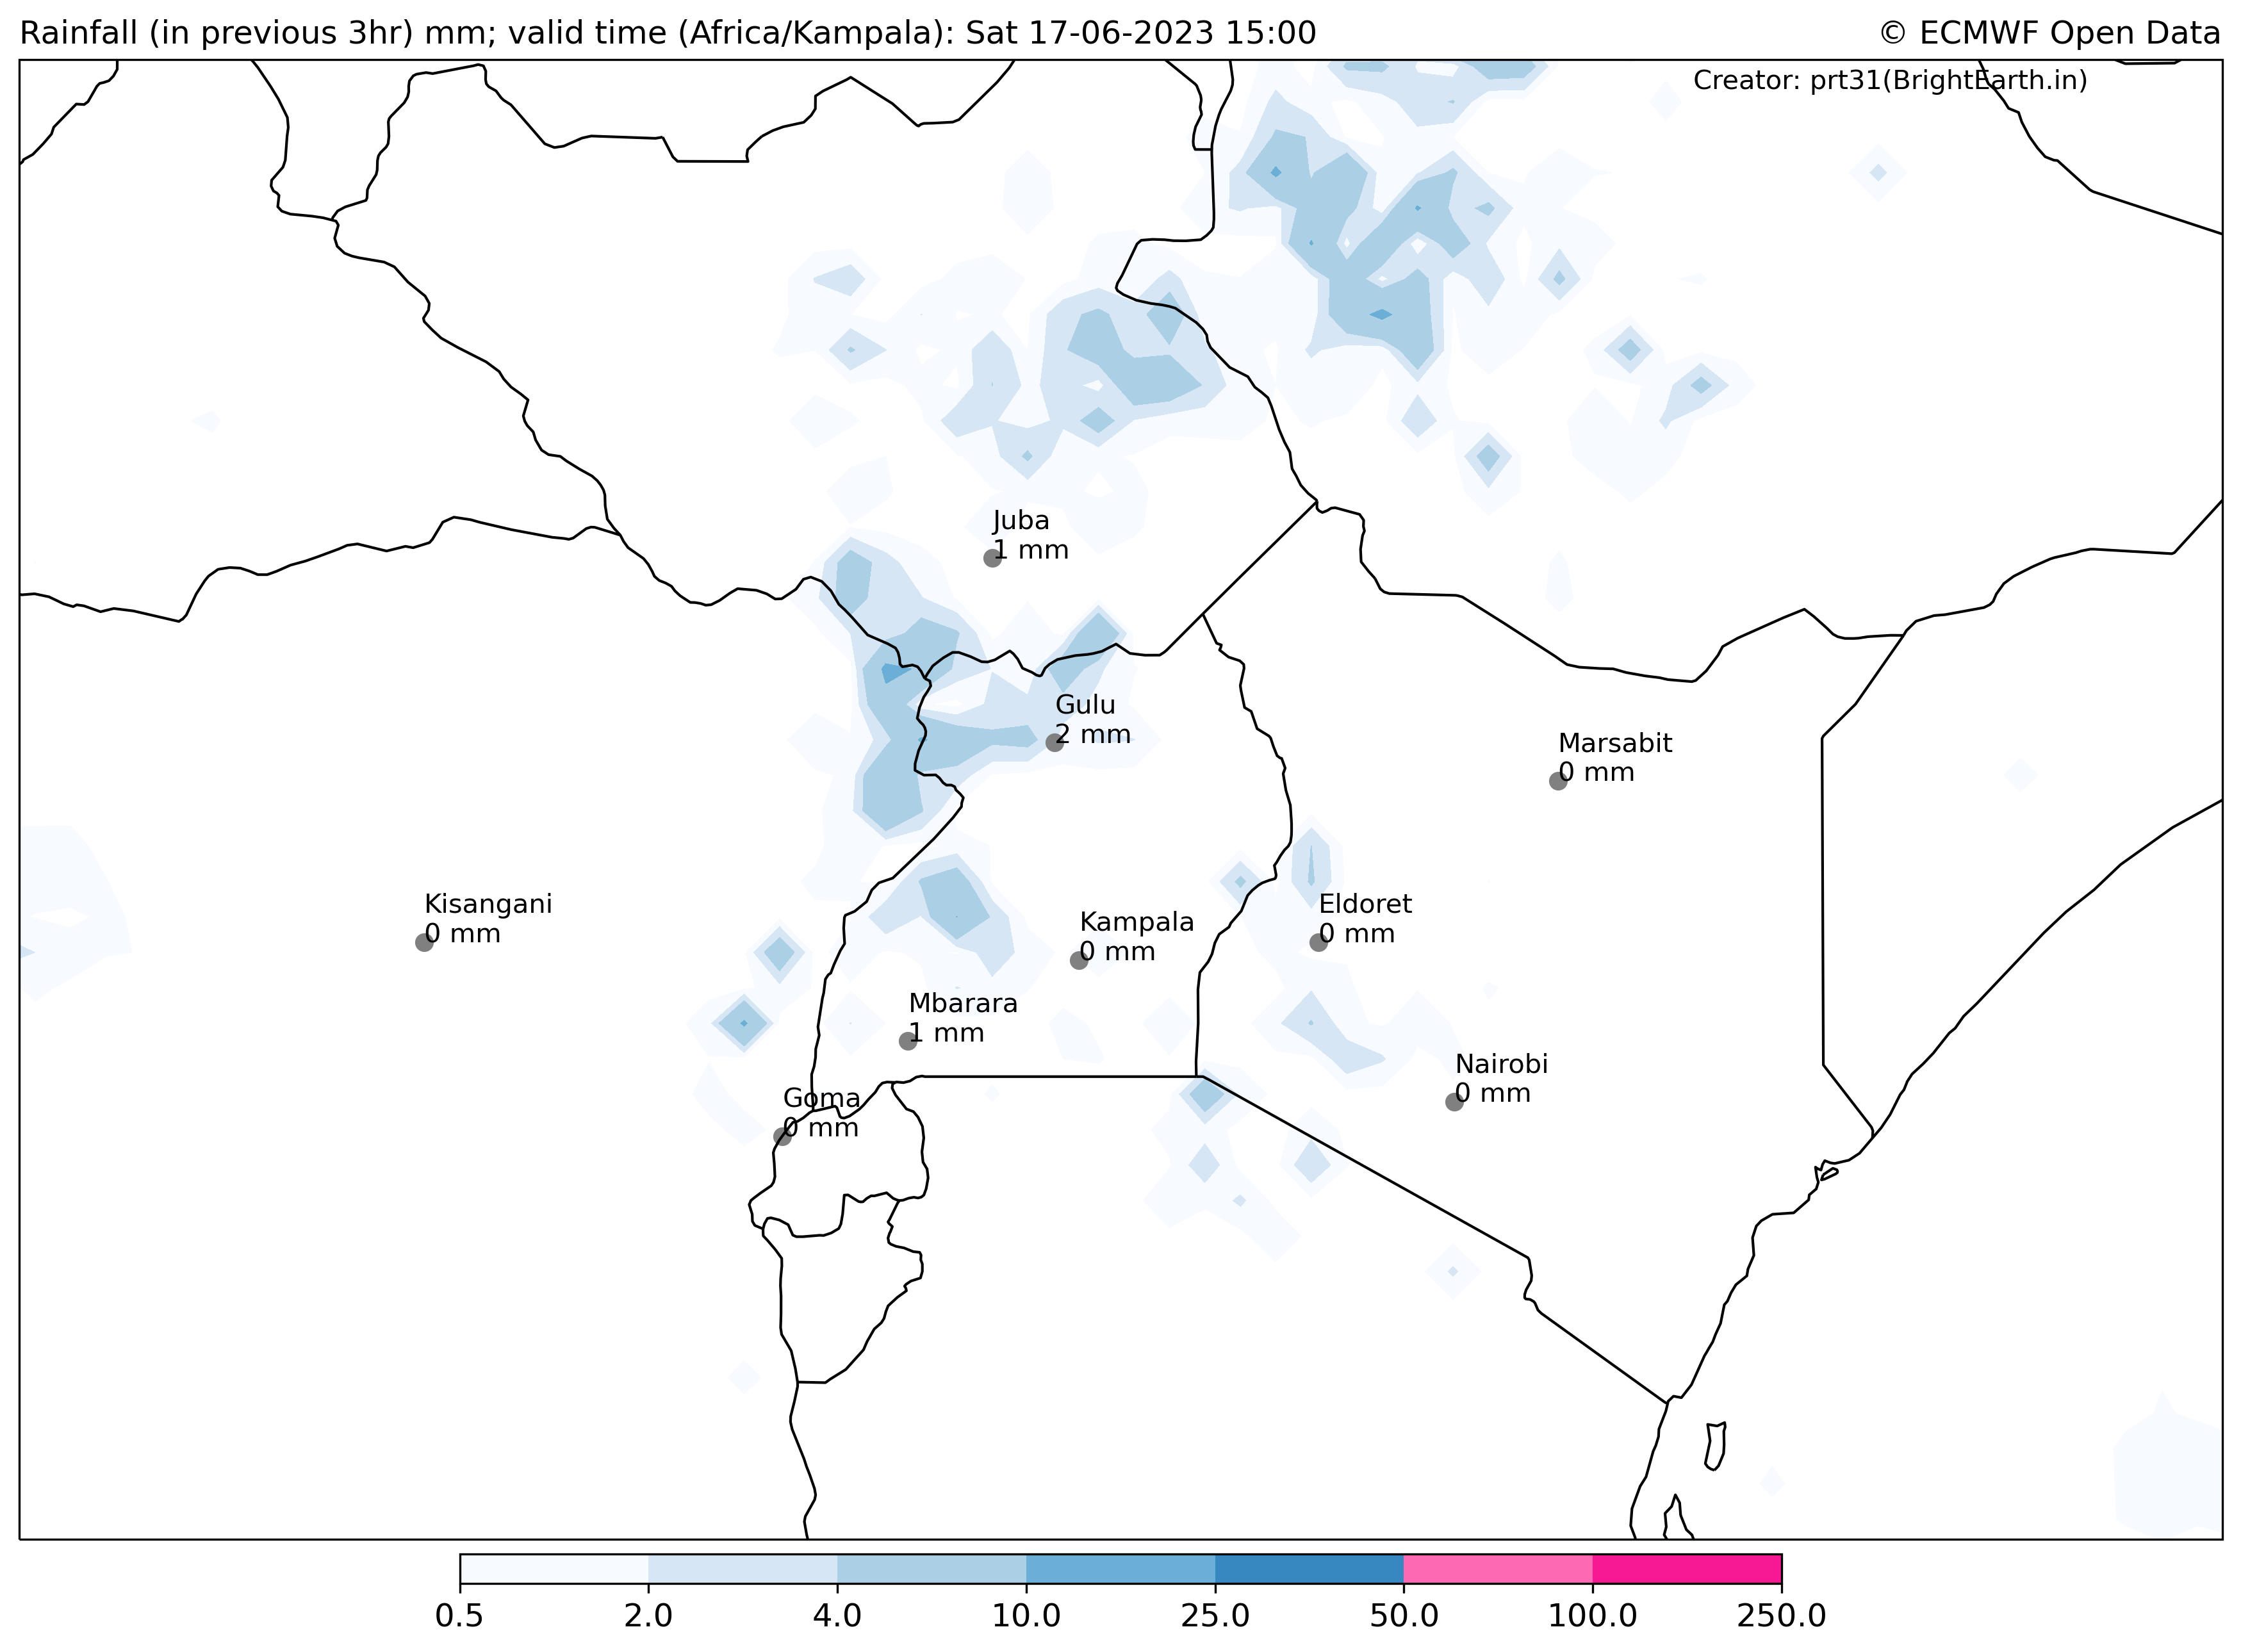 Rainfall (in previous 3hr) mm; valid time (Africa/Kampala): Sat 17-06-2023 15:00
© ECMWF Open Data
Creator: prt31(BrightEarth.in)
Juba
1 mm
Gulu
2 mm
Marsabit
0 mm
Kisangani
0 mm
Kampala
0 mm
Eldoret
0 mm
Mbarara
1 mm
Nairobi
0 mm
Goma
0 mm
0.5 2.0 4.0 10.0 25.0 50.0 100.0 250.0